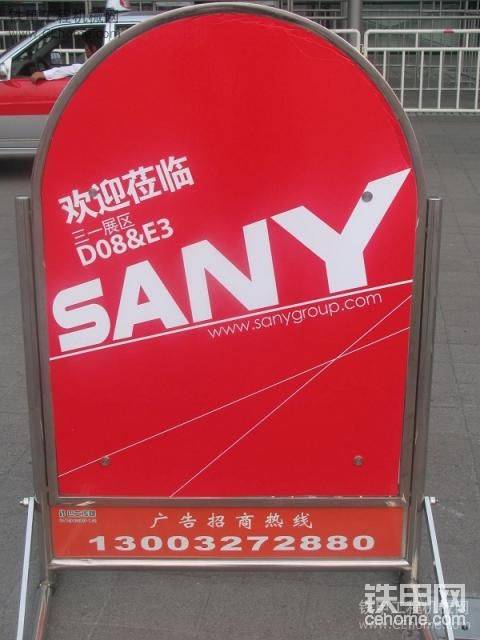 欢迎莅临
三一展区
D08&E3
SANY
www.sanygroup.com
广告招商热线
13003272880
铁甲网
cehome.com